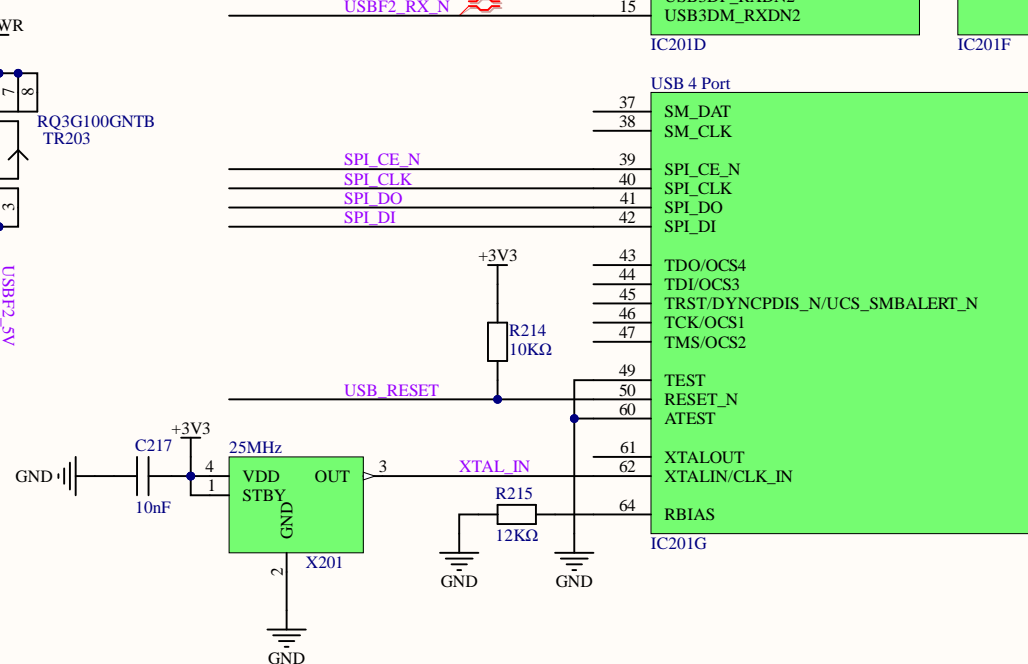 USBF2_RX_N
15
USB3DM_RXDN2
IC201D
IC201F
WR
7
8
RQ3G100GNTB
TR203
3
USBF2_5V
USB 4 Port
37
SM_DAT
38
SM_CLK
SPI_CE_N
39
SPI_CE_N
SPI_CLK
40
SPI_CLK
SPI_DO
41
SPI_DO
SPI_DI
42
SPI_DI
+3V3
43
TDO/OCS4
44
TDI/OCS3
45
TRST/DYNCPDIS_N/UCS_SMBALERT_N
46
TCK/OCS1
47
TMS/OCS2
R214
10KΩ
49
TEST
USB_RESET
50
RESET_N
60
ATEST
+3V3
C217
25MHz
GND
10nF
4
VDD
OUT
3
1
STBY
GND
X201
2
GND
XTAL_IN
61
XTALOUT
62
XTALIN/CLK_IN
R215
12KΩ
64
RBIAS
IC201G
GND
GND